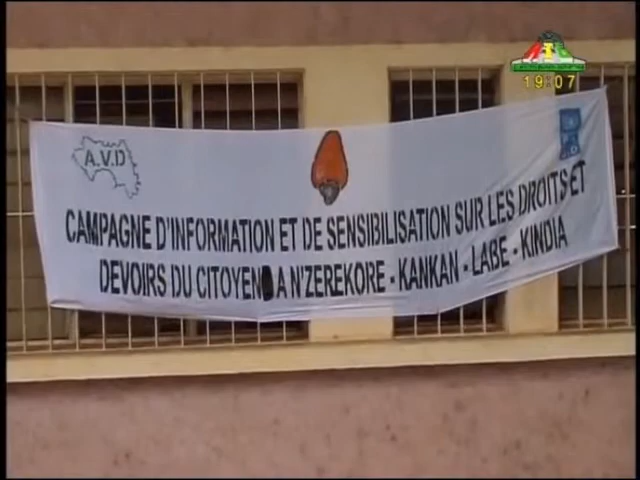 19:07
A.V.D
CAMPAGNE D'INFORMATION ET DE SENSIBILISATION SUR LES DROITS ET
DEVOIRS DU CITOYEN A N'ZEREKORE - KANKAN - LABE - KINDIA